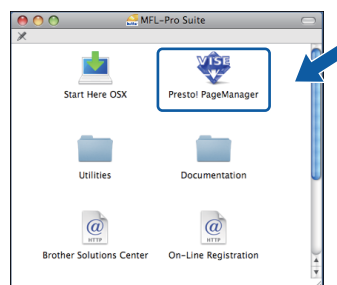 MFL-Pro Suite
VISE
Start Here OSX
Presto! PageManager
Utilities
Documentation
@
HTTP
@
HTTP
Brother Solutions Center
On-Line Registration